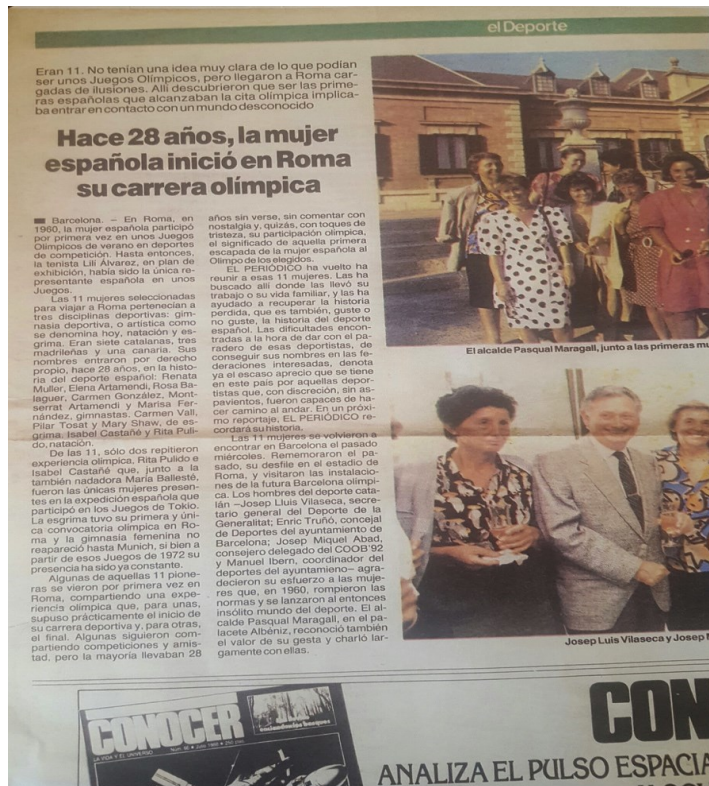 el Deporte
Eran 11. No tenían una idea muy clara de lo que podían
ser unos Juegos Olímpicos, pero llegaron a Roma car-
gadas de ilusiones. Allí descubrieron que ser las prime-
ras españolas que alcanzaban la cita olímpica implica-
ba entrar en contacto con un mundo desconocido
Hace 28 años, la mujer
española inició en Roma
su carrera olímpica
Barcelona. – En Roma, en
1960, la mujer española participó
por primera vez en unos Juegos
Olímpicos de verano en deportes
de competición. Hasta entonces,
la tenista Lilí Álvarez, en plan de
exhibición, había sido la única re-
presentante española en unos
Juegos.
Las 11 mujeres seleccionadas
para viajar a Roma pertenecían a
tres disciplinas deportivas: gim-
nasia deportiva, o artística como
se denomina hoy, natación y es-
grima. Eran siete catalanas, tres
madrileñas y una canaria. Sus
nombres entraron por derecho
propio, hace 28 años, en la histo-
ria del deporte español: Renata
Muller, Elena Artamendi, Rosa Ba-
laguer, Carmen González, Mont-
serrat Artamendi y Marisa Fer-
nández, gimnastas. Carmen Vall,
Pilar Tosat y Mary Shaw, de es-
grima. Isabel Castañé y Rita Puli-
do, natación.
De las 11, sólo dos repitieron
experiencia olímpica, Rita Pulido e
Isabel Castañé que, junto a la
también nadadora Maria Ballesté,
fueron las únicas mujeres presen-
tes en la expedición española que
participó en los Juegos de Tokio.
La esgrima tuvo su primera y úni-
ca convocatoria olímpica en Ro-
ma y la gimnasia femenina no
reapareció hasta Munich, si bien a
partir de esos Juegos de 1972 su
presencia ha sido ya constante.
Algunas de aquellas 11 pione-
ras se vieron por primera vez en
Roma, compartiendo una expe-
riencia olímpica que, para unas,
supuso prácticamente el inicio de
su carrera deportiva y, para otras,
el final. Algunas siguieron com-
partiendo competiciones y amis-
tad, pero la mayoría llevaban 28
años sin verse, sin comentar con
nostalgia y, quizás, con toques de
tristeza, su participación olímpica,
el significado de aquella primera
escapada de la mujer española al
Olimpo de los elegidos.
EL PERIÓDICO ha vuelto ha
reunir a esas 11 mujeres. Las ha
buscado allí donde las llevó su
trabajo o su vida familiar, y las ha
ayudado a recuperar la historia
perdida, que es también, guste o
no guste, la historia del deporte
español. Las dificultades encon-
tradas a la hora de dar con el pa-
radero de esas deportistas, de
conseguir sus nombres en las fe-
deraciones interesadas, denota
ya el escaso aprecio que se tiene
en este país por aquellas depor-
tistas que, con discreción, sin as-
pavientos, fueron capaces de ha-
cer camino al andar. En un próxi-
mo reportaje, EL PERIÓDICO re-
cordará su historia.
Las 11 mujeres se volvieron a
encontrar en Barcelona el pasado
miércoles. Rememoraron el pa-
sado, su desfile en el estadio de
Roma, y visitaron las instalacio-
nes de la futura Barcelona olímpi-
ca. Los hombres del deporte cata-
lán –Josep Lluis Vilaseca, secre-
tario general del Deporte de la
Generalitat; Enric Truñó, concejal
de Deportes del ayuntamiento de
Barcelona; Josep Miquel Abad,
consejero delegado del COOB'92
y Manuel Ibern, coordinador del
deportes del ayuntamieno– agra-
decieron su esfuerzo a las muje-
res que, en 1960, rompieron las
normas y se lanzaron al entonces
insólito mundo del deporte. El al-
calde Pasqual Maragall, en el pa-
lacete Albéniz, reconoció también
el valor de su gesta y charló lar-
gamente con ellas.
El alcalde Pasqual Maragall, junto a las primeras mu
Josep Luis Vilaseca y Josep M
CONOCER
LA VIDA Y EL UNIVERSO
CON
ANALIZA EL PULSO ESPACIA